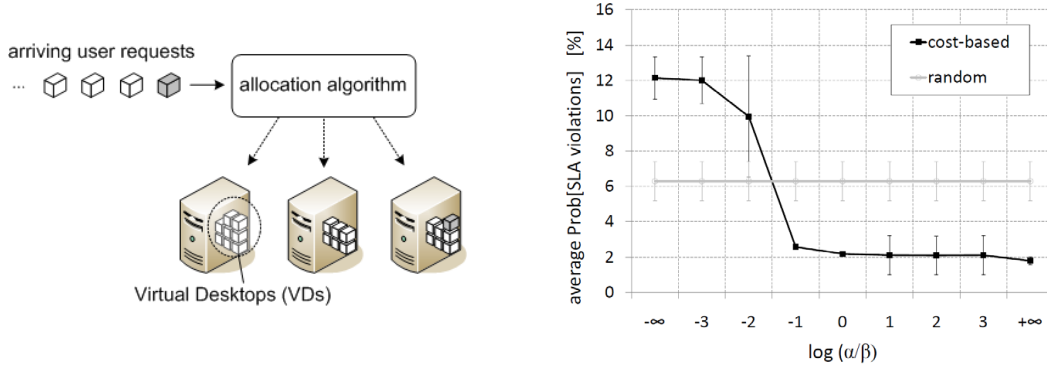 arriving user requests
...
allocation algorithm
Virtual Desktops (VDs)
average Prob[SLA violations] [%]
16
14
12
10
8
6
4
2
0
cost-based
random
-∞ -3 -2 -1 0 1 2 3 +∞
log (α/β)